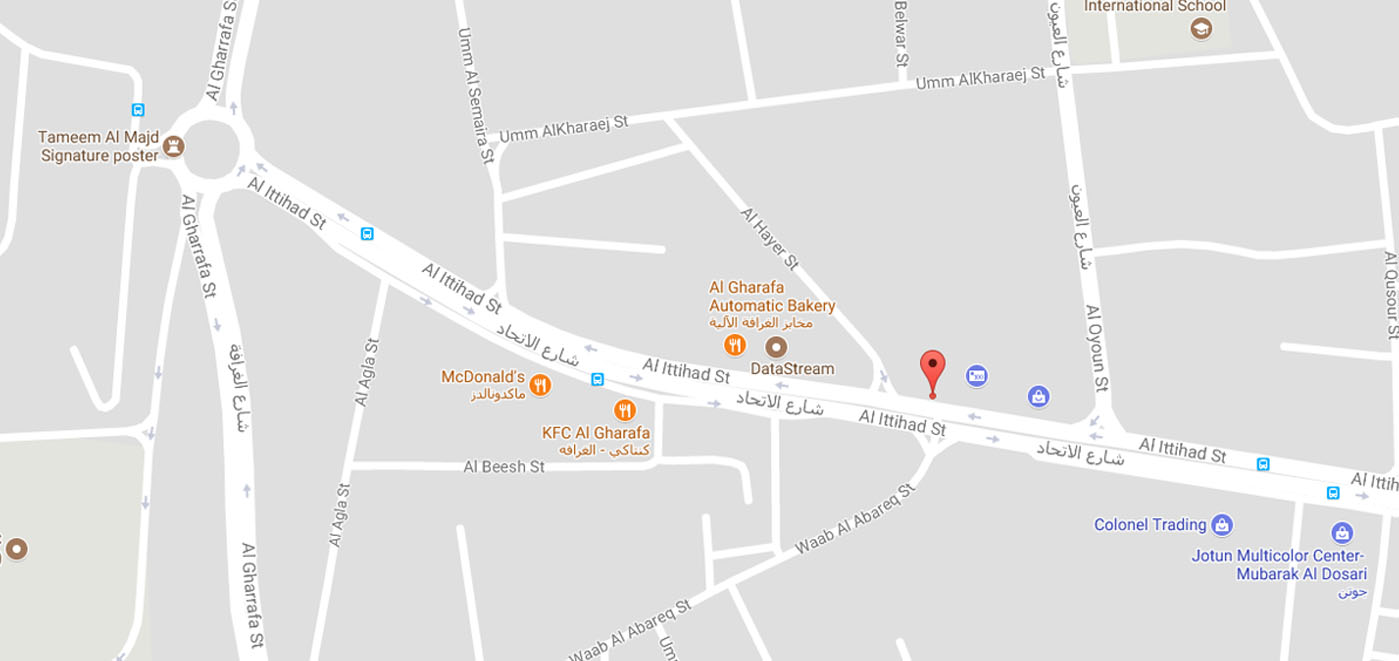 International School
Al Gharrafa S
Umm Al Semaira St
Belwar St
شارع العيون
Umm AlKharaej St
Umm AlKharaej St
Tameem Al Majd
Signature poster
Al Ittihad St
Al Gharrafa St
Al Hayer St
شارع العيون
Al Qusour St
Al Ittihad St
Al Gharafa
Automatic Bakery
مخابز الغرافة الآلية
DataStream
شارع الاتحاد
Al Ittihad St
Al Oyoun St
شارع الغرافة
Al Agla St
McDonald's
ماكدونالدز
شارع الاتحاد
Al Ittihad St
KFC Al Gharafa
كنتاكي - الغرافه
شارع الاتحاد
Al Ittihad St
Al Ittih
Al Beesh St
Al Agla St
Waab Al Abareq St
Colonel Trading
Jotun Multicolor Center-
Mubarak Al Dosari
جوتن
Al Gharrafa St
Waab Al Abareq St
Umm